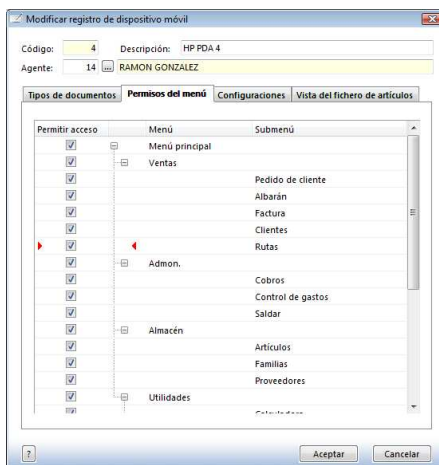 Modificar registro de dispositivo móvil
Código: 4 Descripción: HP PDA 4
Agente: 14 ... RAMON GONZALEZ
Tipos de documentos Permisos del menú Configuraciones Vista del fichero de artículos
Permitir acceso Menú Submenú
Menú principal
Ventas
Pedido de cliente
Albarán
Factura
Clientes
Rutas
Admon.
Cobros
Control de gastos
Saldar
Almacén
Artículos
Familias
Proveedores
Utilidades
Calculadora
? Aceptar Cancelar